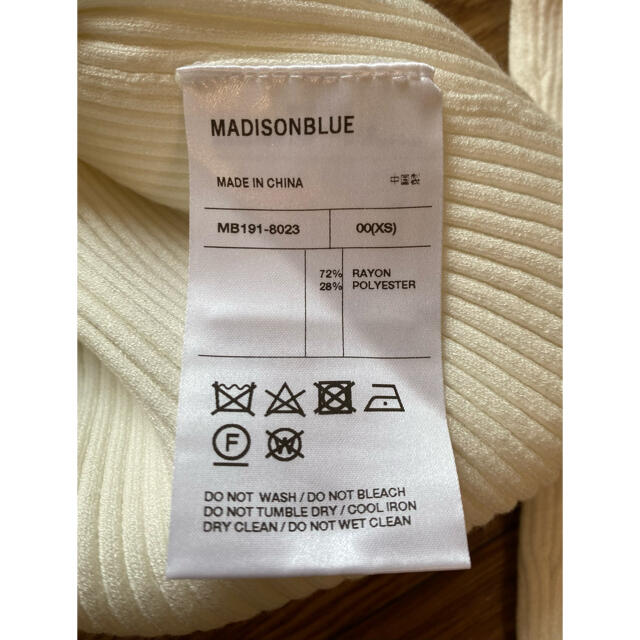 MADISONBLUE
MADE IN CHINA 中国製
MB191-8023 00(XS)
72% RAYON
28% POLYESTER
F W
DO NOT WASH / DO NOT BLEACH
DO NOT TUMBLE DRY / COOL IRON
DRY CLEAN / DO NOT WET CLEAN